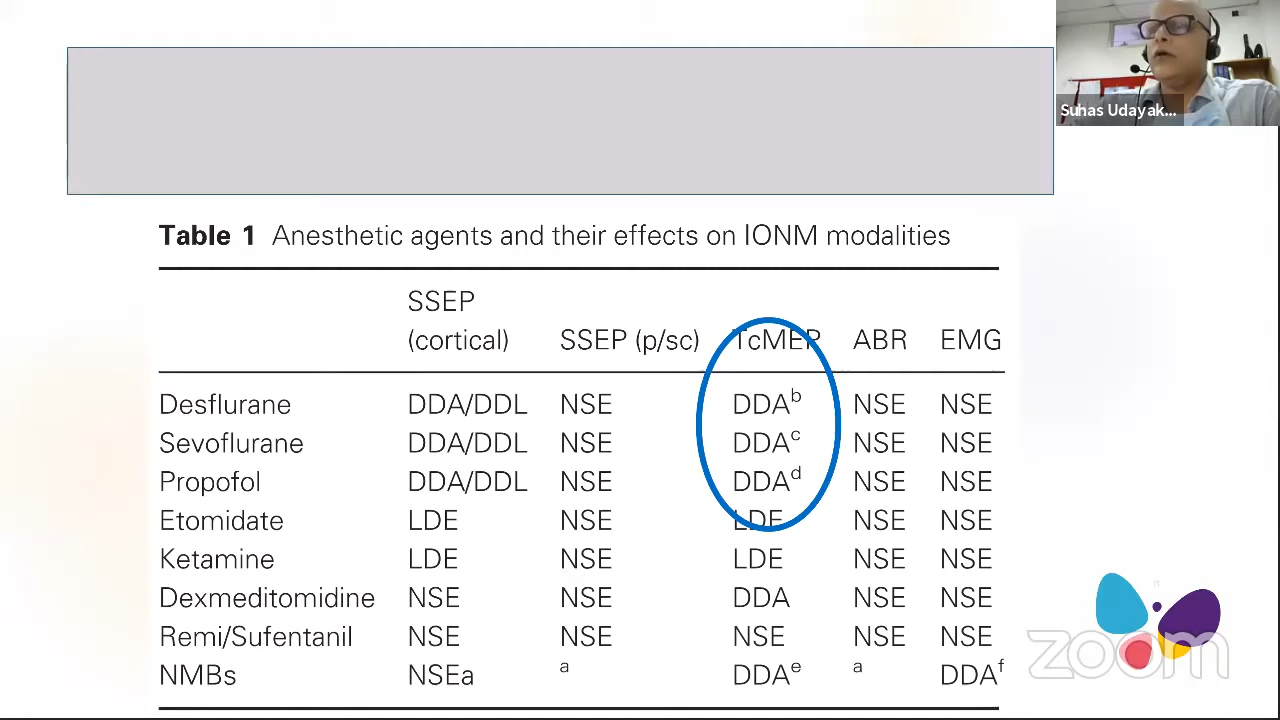 Suhas Udayak...
Table 1 Anesthetic agents and their effects on IONM modalities
SSEP
(cortical) SSEP (p/sc) TcMEP ABR EMG
Desflurane DDA/DDL NSE DDAᵇ NSE NSE
Sevoflurane DDA/DDL NSE DDAᶜ NSE NSE
Propofol DDA/DDL NSE DDAᵈ NSE NSE
Etomidate LDE NSE LDE NSE NSE
Ketamine LDE NSE LDE NSE NSE
Dexmeditomidine NSE NSE DDA NSE NSE
Remi/Sufentanil NSE NSE NSE NSE NSE
NMBs NSEa ᵃ DDAᵉ ᵃ DDAᶠ
zoom